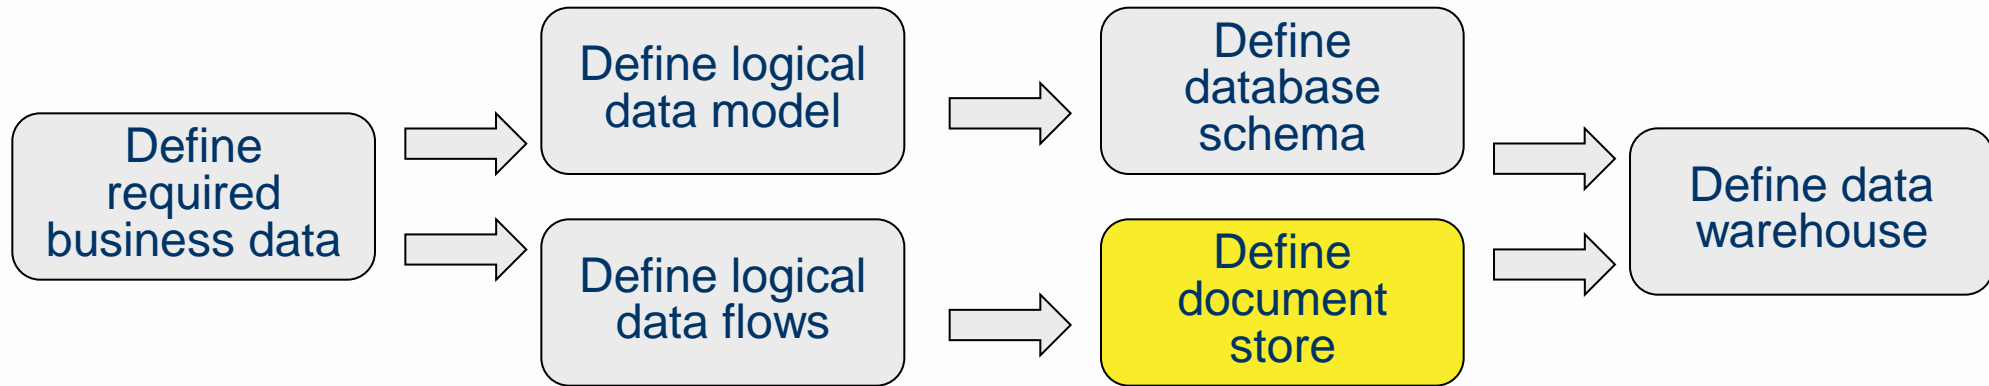 Define
required
business data
Define logical
data model
Define logical
data flows
Define
database
schema
Define
document
store
Define data
warehouse